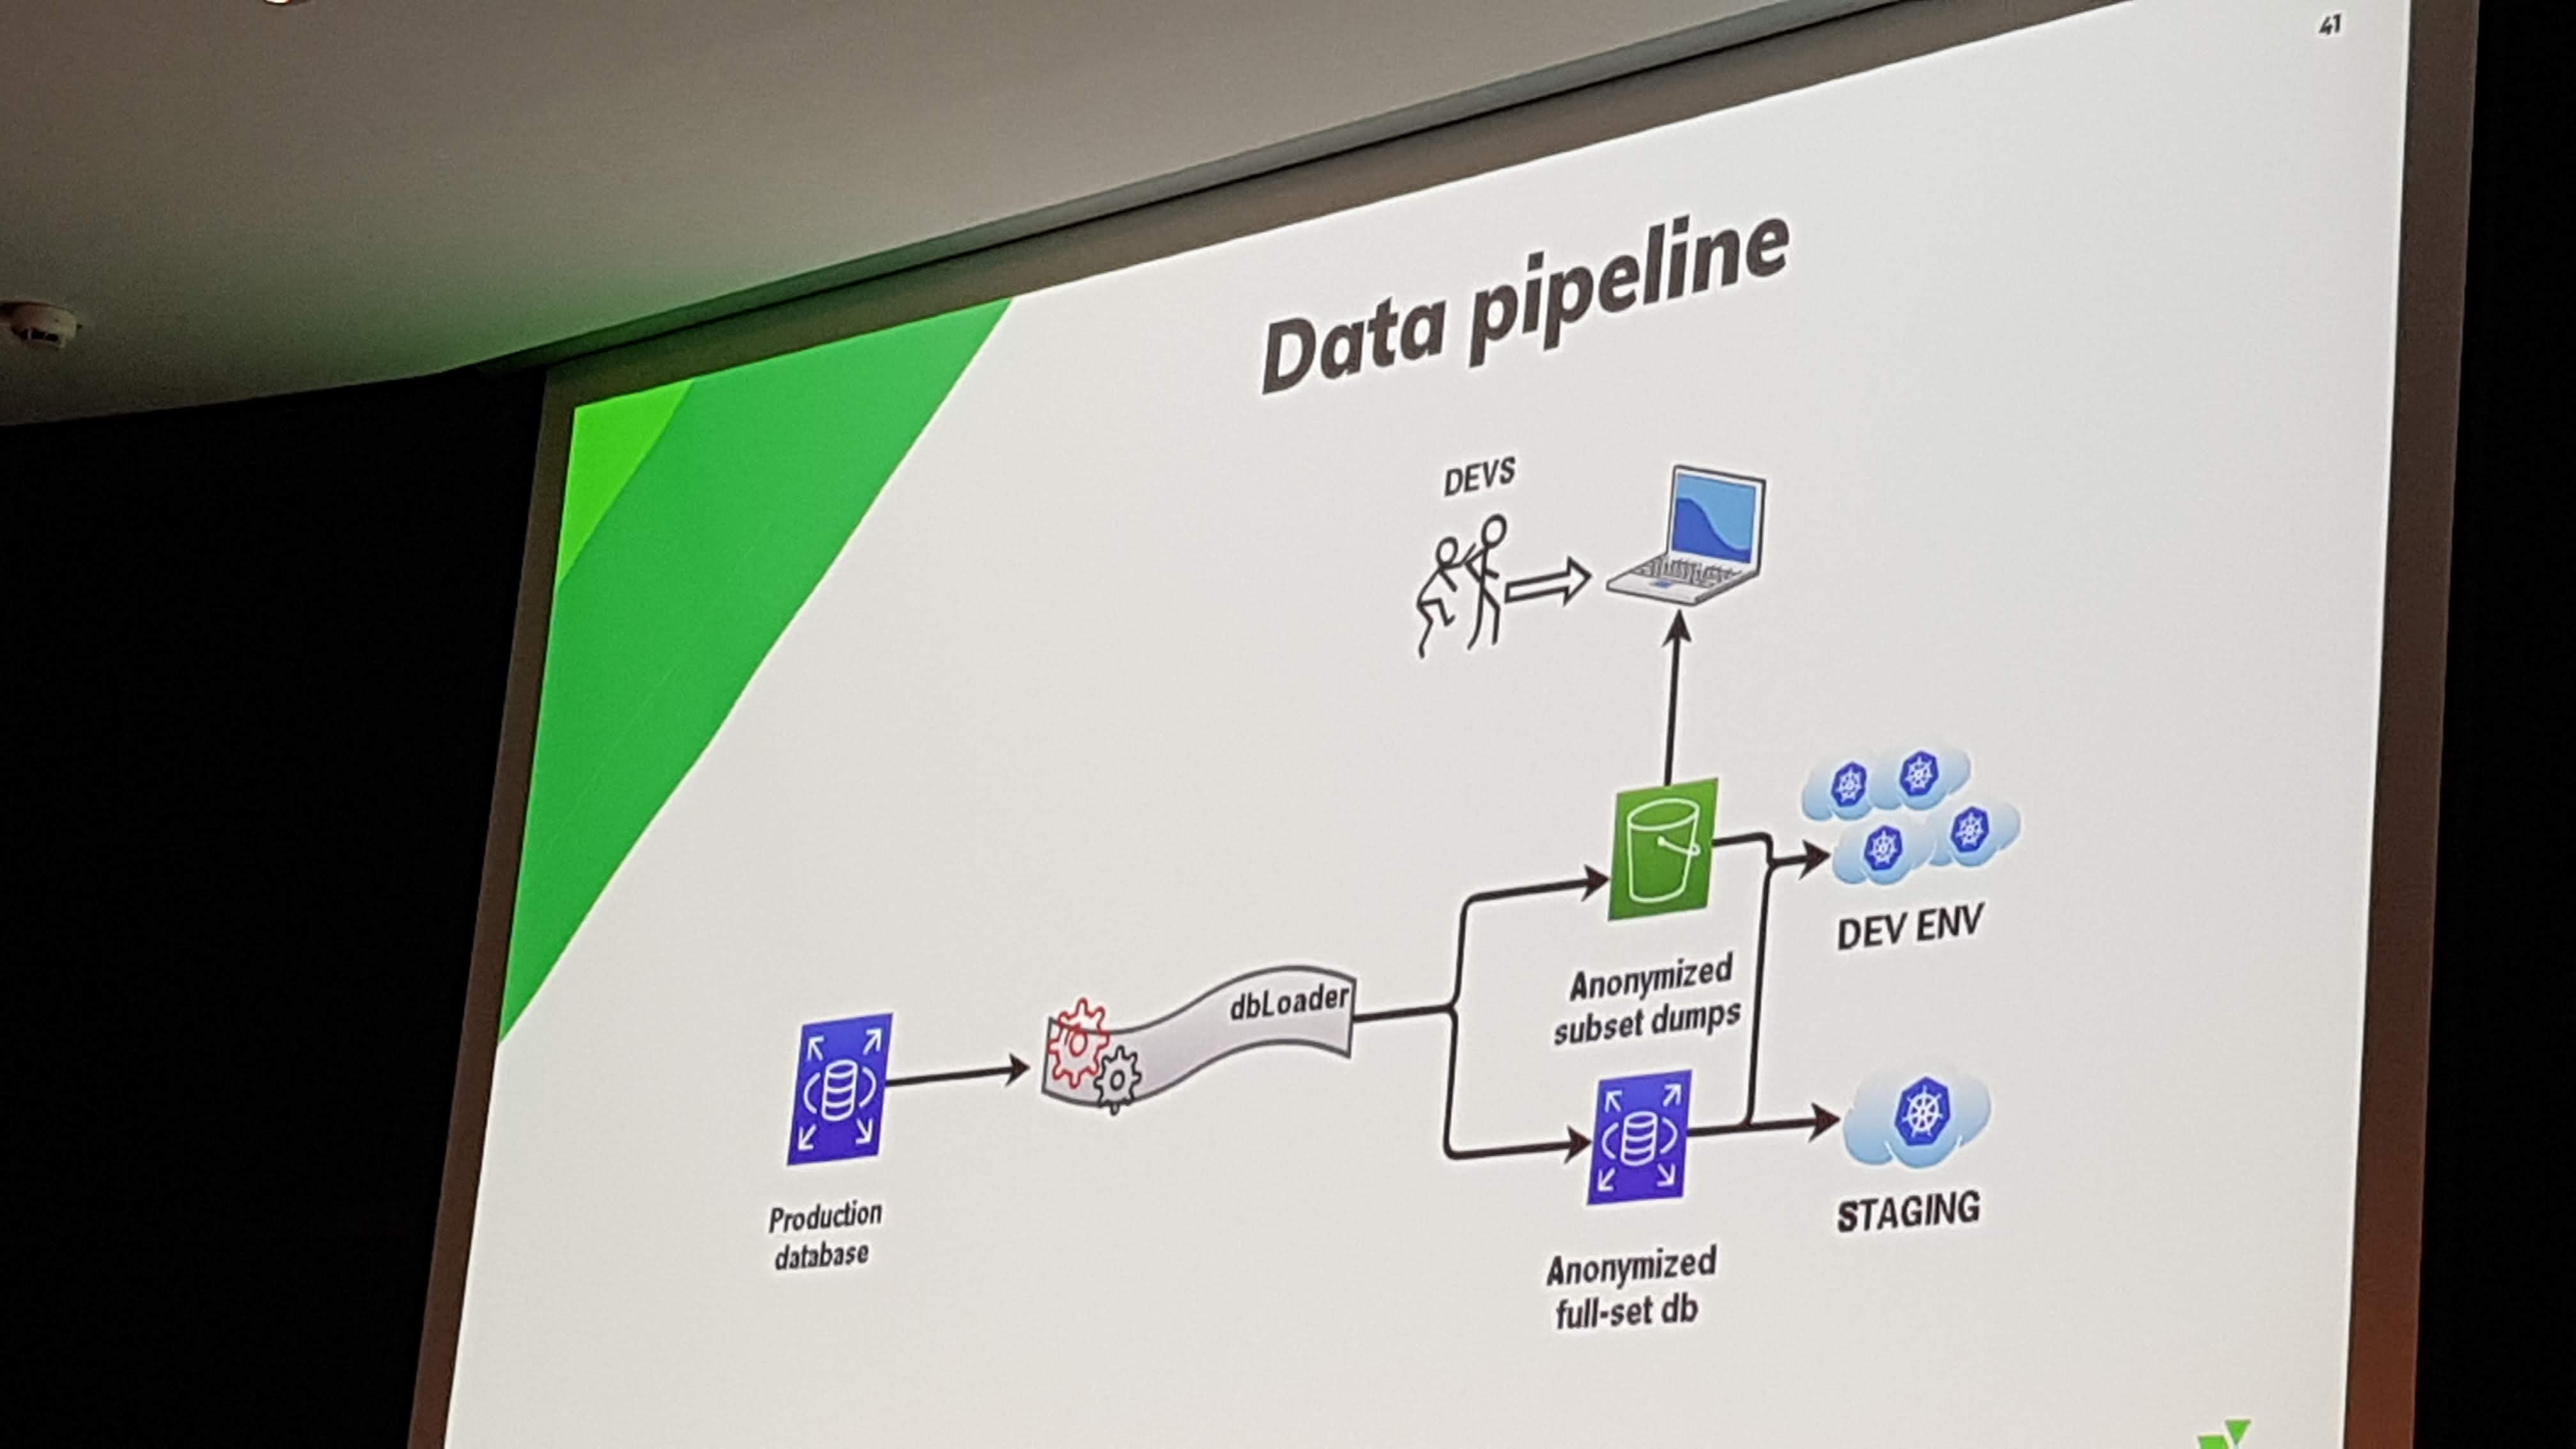 41
Data pipeline
DEVS
DEV ENV
dbLoader
Anonymized
subset dumps
Production
database
STAGING
Anonymized
full-set db